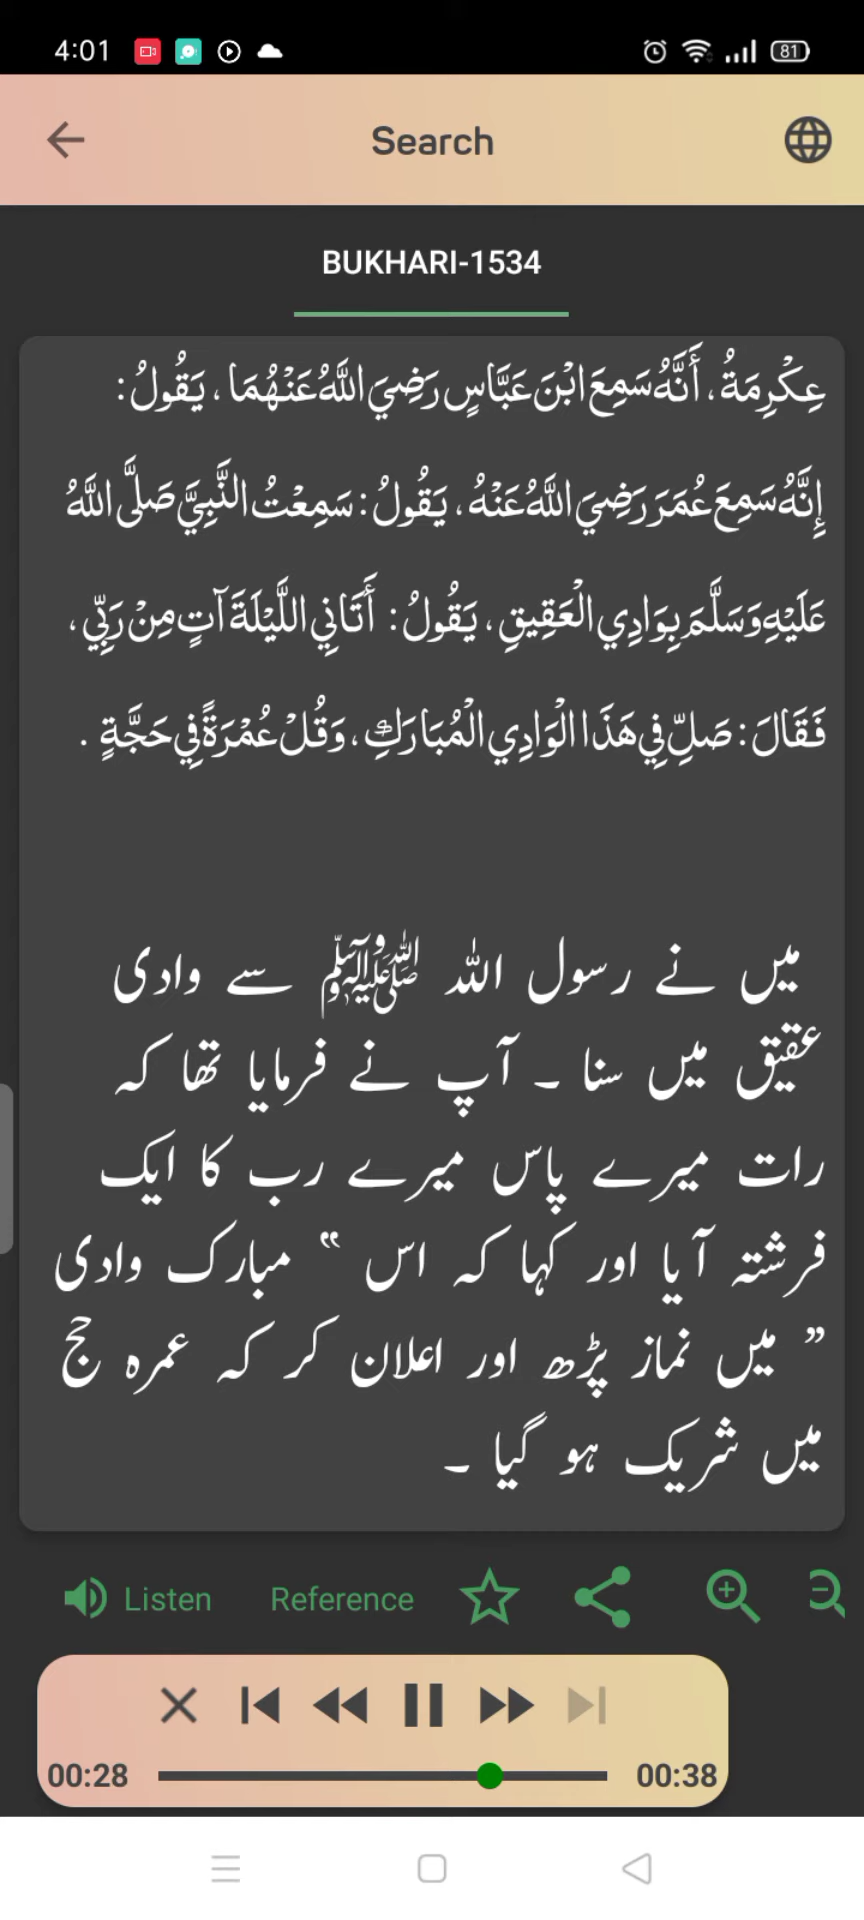 4:01
81
Search
BUKHARI-1534
عِكْرِمَةُ، أَنَّهُ سَمِعَ ابْنَ عَبَّاسٍ رَضِيَ اللَّهُ عَنْهُمَا، يَقُولُ:
إِنَّهُ سَمِعَ عُمَرَ رَضِيَ اللَّهُ عَنْهُ، يَقُولُ: سَمِعْتُ النَّبِيَّ صَلَّى اللَّهُ
عَلَيْهِ وَسَلَّمَ بِوَادِي الْعَقِيقِ، يَقُولُ: أَتَانِي اللَّيْلَةَ آتٍ مِنْ رَبِّي،
فَقَالَ: صَلِّ فِي هَذَا الْوَادِي الْمُبَارَكِ، وَقُلْ عُمْرَةً فِي حَجَّةٍ .
میں نے رسول اللہ ﷺ سے وادی
عقیق میں سنا ۔ آپ نے فرمایا تھا کہ
رات میرے پاس میرے رب کا ایک
فرشتہ آیا اور کہا کہ اس “ مبارک وادی
” میں نماز پڑھ اور اعلان کر کہ عمرہ حج
میں شریک ہو گیا ۔
Listen
Reference
00:28
00:38